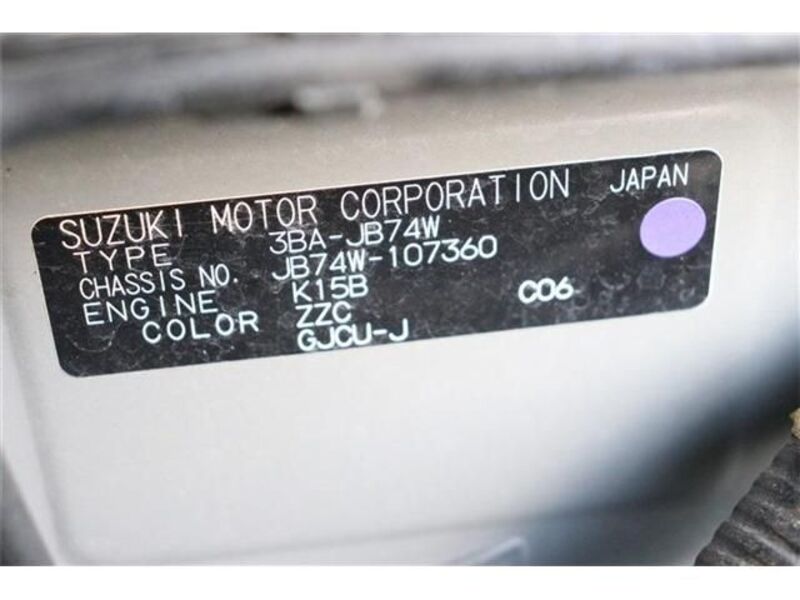 SUZUKI MOTOR CORPORATION JAPAN
TYPE 3BA-JB74W
CHASSIS NO. JB74W-107360
ENGINE K15B C06
COLOR ZZC
GJCU-J